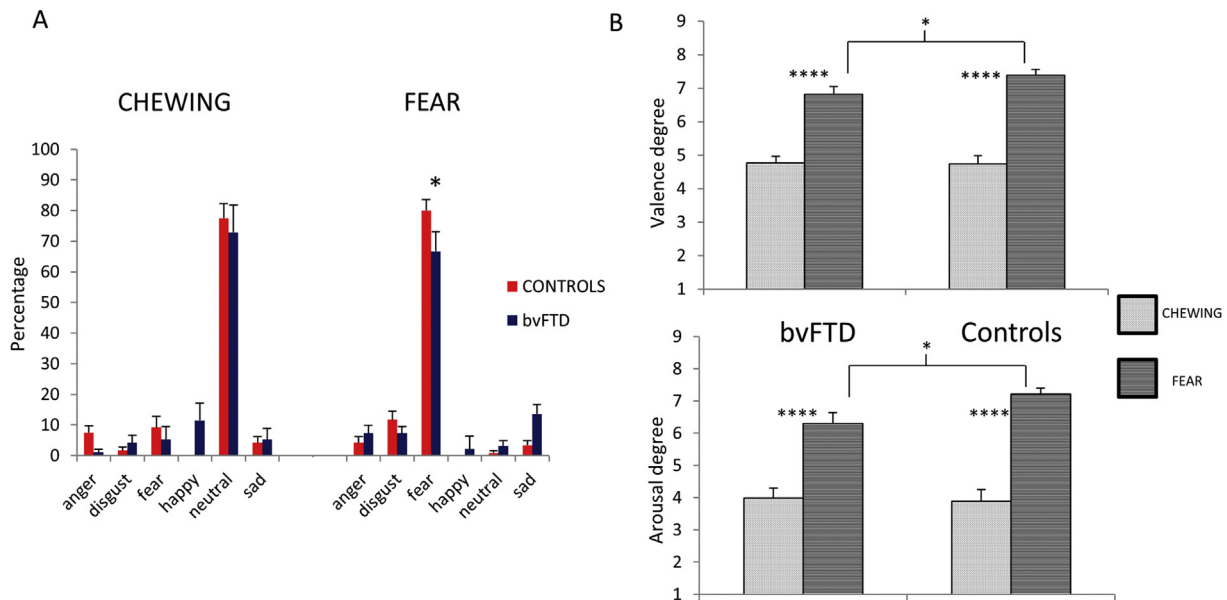 A
CHEWING FEAR
100
90
80
70
60
50
40
30
20
10
0
Percentage
*
CONTROLS
bvFTD
anger disgust fear happy neutral sad anger disgust fear happy neutral sad
B
9
8
7
6
5
4
3
2
1
Valence degree
*
**** ****
bvFTD Controls
9
8
7
6
5
4
3
2
1
Arousal degree
*
**** ****
CHEWING
FEAR